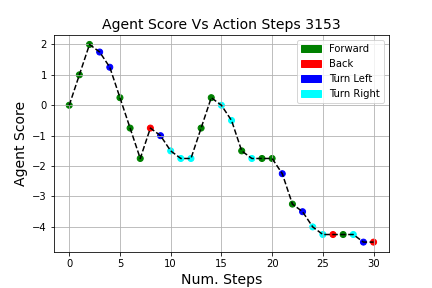 Agent Score Vs Action Steps 3153
Agent Score
2
1
0
−1
−2
−3
−4
Forward
Back
Turn Left
Turn Right
0 5 10 15 20 25 30
Num. Steps